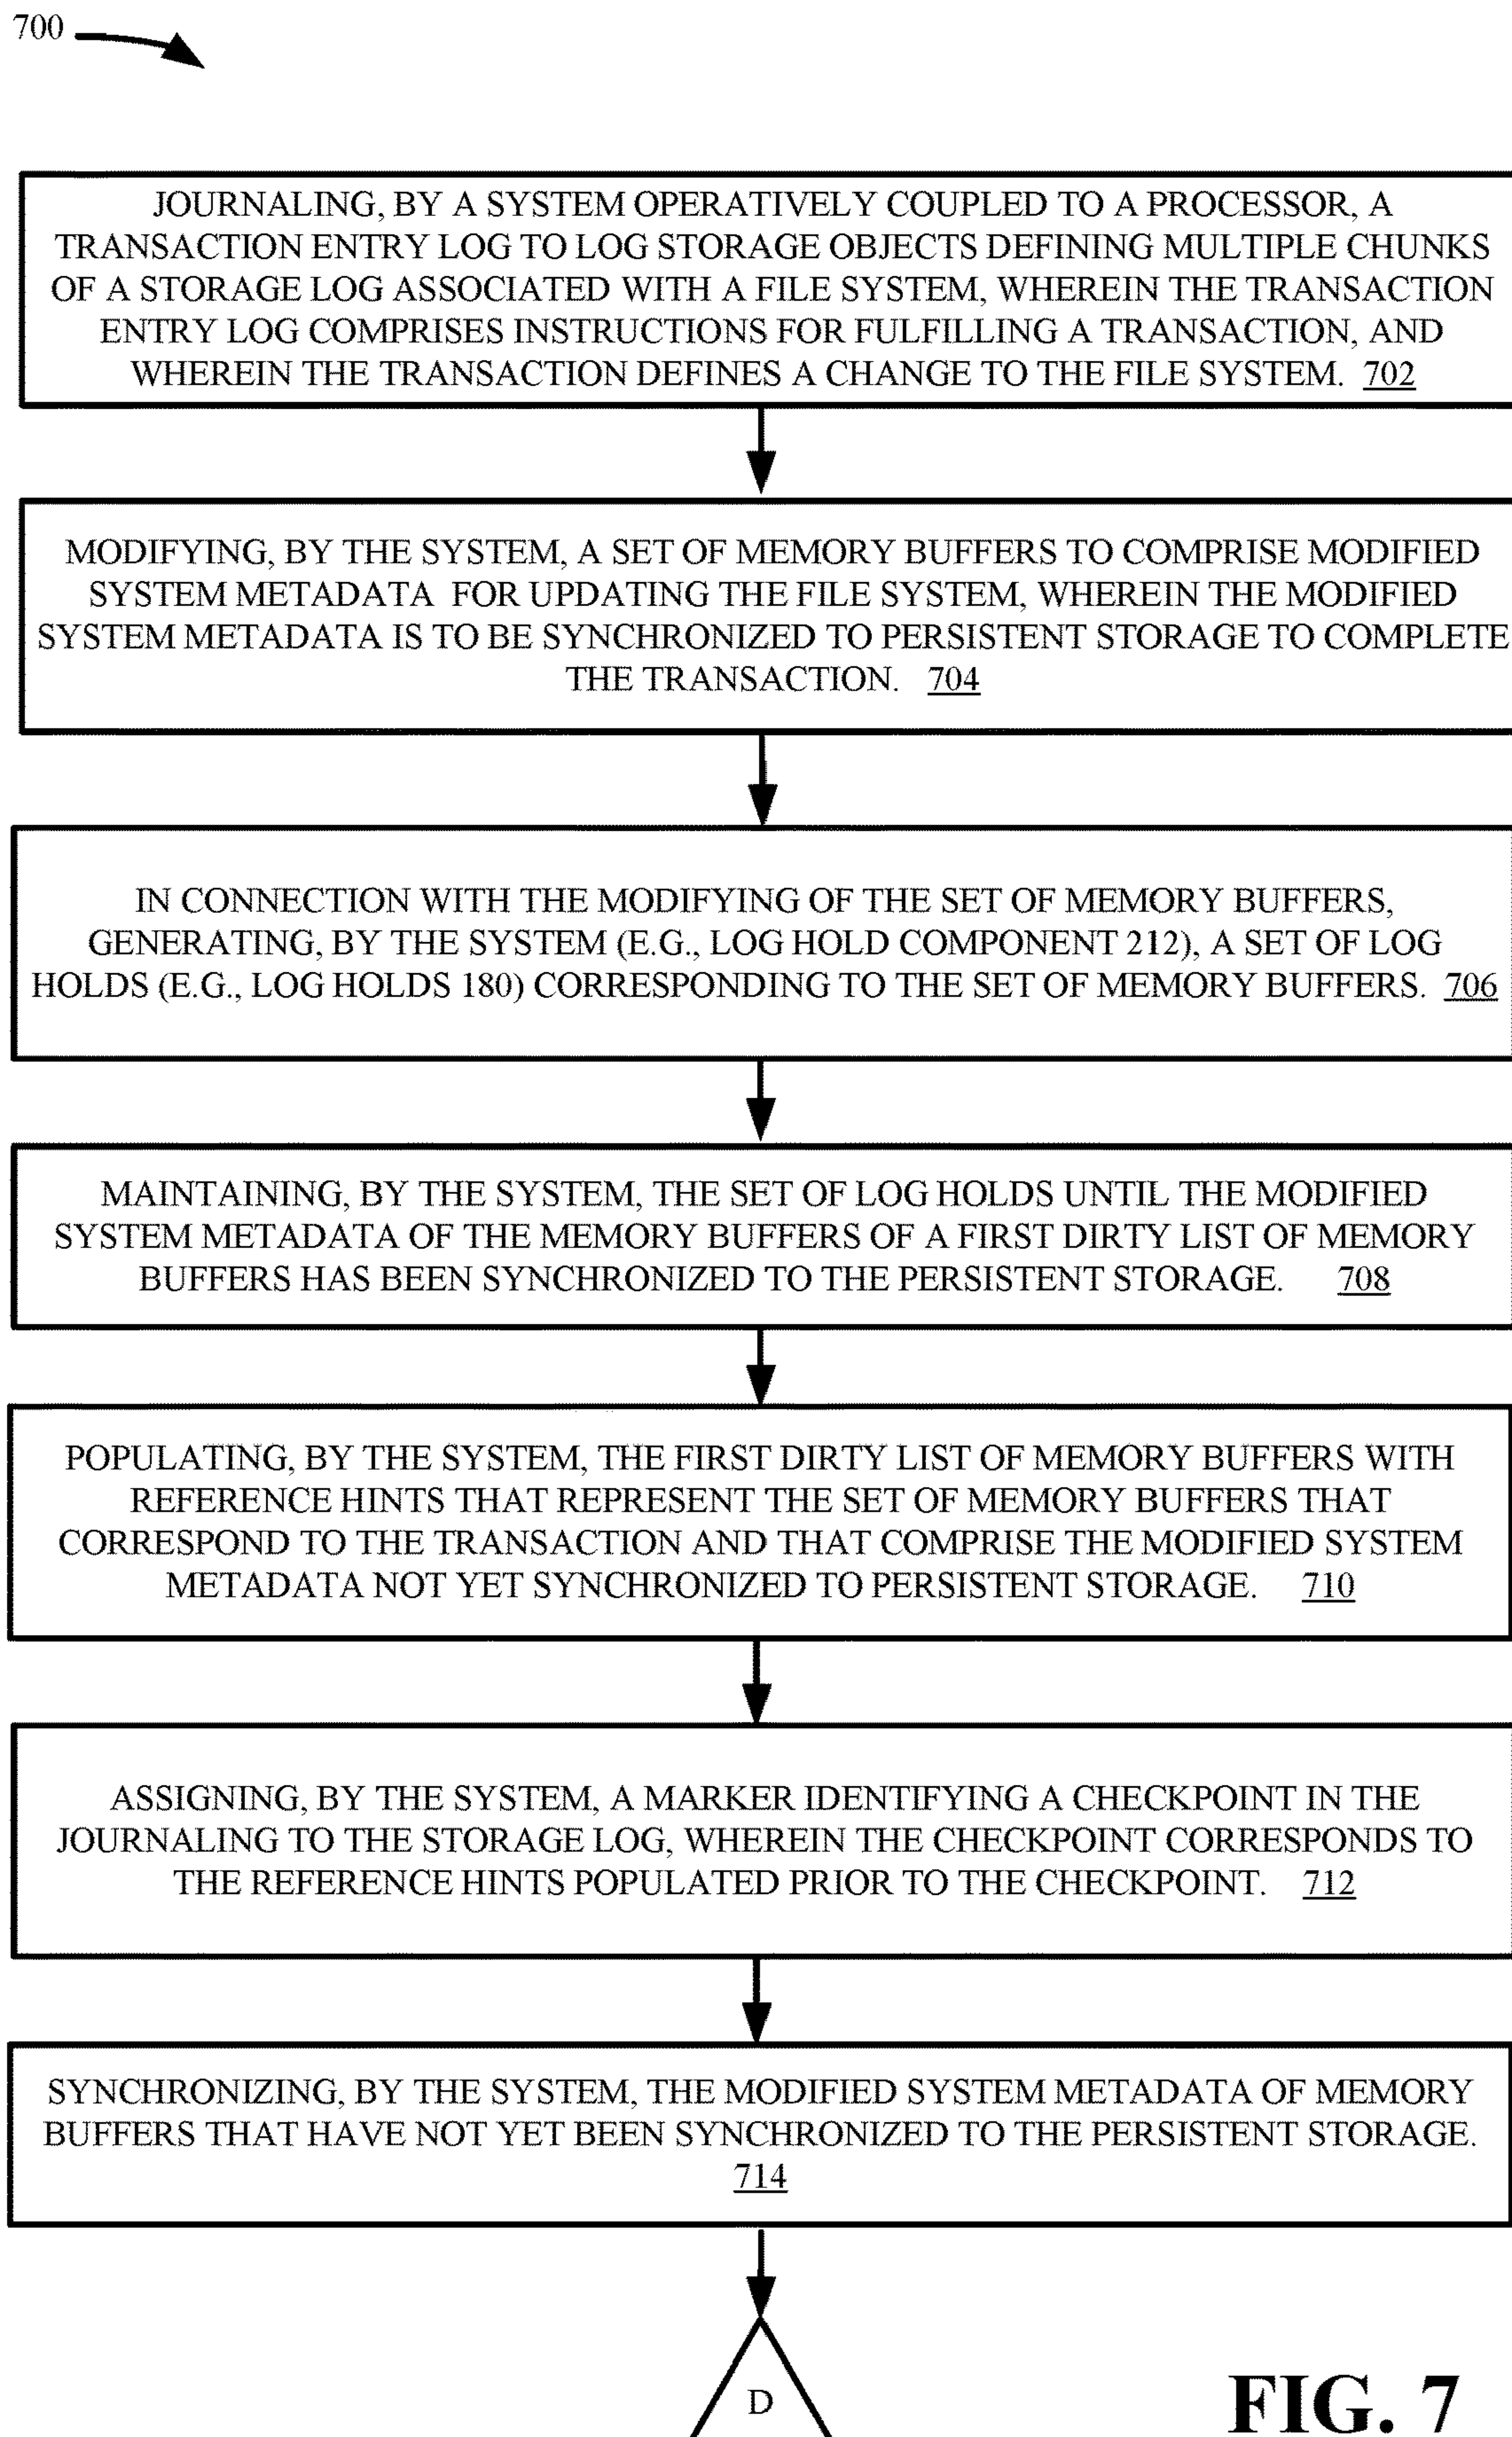 700
JOURNALING, BY A SYSTEM OPERATIVELY COUPLED TO A PROCESSOR, A
TRANSACTION ENTRY LOG TO LOG STORAGE OBJECTS DEFINING MULTIPLE CHUNKS
OF A STORAGE LOG ASSOCIATED WITH A FILE SYSTEM, WHEREIN THE TRANSACTION
ENTRY LOG COMPRISES INSTRUCTIONS FOR FULFILLING A TRANSACTION, AND
WHEREIN THE TRANSACTION DEFINES A CHANGE TO THE FILE SYSTEM. 702
MODIFYING, BY THE SYSTEM, A SET OF MEMORY BUFFERS TO COMPRISE MODIFIED
SYSTEM METADATA FOR UPDATING THE FILE SYSTEM, WHEREIN THE MODIFIED
SYSTEM METADATA IS TO BE SYNCHRONIZED TO PERSISTENT STORAGE TO COMPLETE
THE TRANSACTION. 704
IN CONNECTION WITH THE MODIFYING OF THE SET OF MEMORY BUFFERS,
GENERATING, BY THE SYSTEM (E.G., LOG HOLD COMPONENT 212), A SET OF LOG
HOLDS (E.G., LOG HOLDS 180) CORRESPONDING TO THE SET OF MEMORY BUFFERS. 706
MAINTAINING, BY THE SYSTEM, THE SET OF LOG HOLDS UNTIL THE MODIFIED
SYSTEM METADATA OF THE MEMORY BUFFERS OF A FIRST DIRTY LIST OF MEMORY
BUFFERS HAS BEEN SYNCHRONIZED TO THE PERSISTENT STORAGE. 708
POPULATING, BY THE SYSTEM, THE FIRST DIRTY LIST OF MEMORY BUFFERS WITH
REFERENCE HINTS THAT REPRESENT THE SET OF MEMORY BUFFERS THAT
CORRESPOND TO THE TRANSACTION AND THAT COMPRISE THE MODIFIED SYSTEM
METADATA NOT YET SYNCHRONIZED TO PERSISTENT STORAGE. 710
ASSIGNING, BY THE SYSTEM, A MARKER IDENTIFYING A CHECKPOINT IN THE
JOURNALING TO THE STORAGE LOG, WHEREIN THE CHECKPOINT CORRESPONDS TO
THE REFERENCE HINTS POPULATED PRIOR TO THE CHECKPOINT. 712
SYNCHRONIZING, BY THE SYSTEM, THE MODIFIED SYSTEM METADATA OF MEMORY
BUFFERS THAT HAVE NOT YET BEEN SYNCHRONIZED TO THE PERSISTENT STORAGE.
714
D
FIG. 7